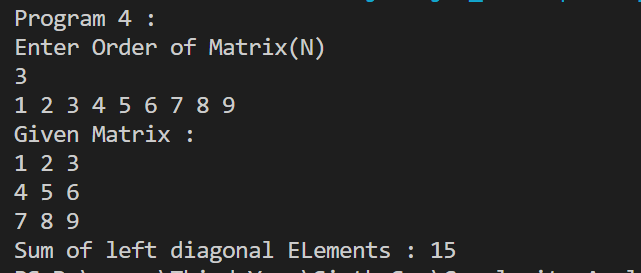 Program 4 :
Enter Order of Matrix(N)
3
1 2 3 4 5 6 7 8 9
Given Matrix :
1 2 3
4 5 6
7 8 9
Sum of left diagonal ELements : 15